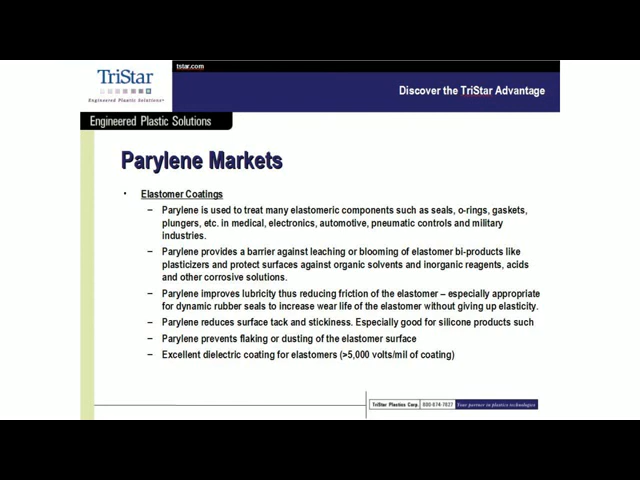 tstar.com
TriStar
Engineered Plastic Solutions
Discover the TriStar Advantage
Engineered Plastic Solutions
Parylene Markets
• Elastomer Coatings
– Parylene is used to treat many elastomeric components such as seals, o-rings, gaskets,
plungers, etc. in medical, electronics, automotive, pneumatic controls and military
industries.
– Parylene provides a barrier against leaching or blooming of elastomer bi-products like
plasticizers and protect surfaces against organic solvents and inorganic reagents, acids
and other corrosive solutions.
– Parylene improves lubricity thus reducing friction of the elastomer – especially appropriate
for dynamic rubber seals to increase wear life of the elastomer without giving up elasticity.
– Parylene reduces surface tack and stickiness. Especially good for silicone products such
– Parylene prevents flaking or dusting of the elastomer surface
– Excellent dielectric coating for elastomers (>5,000 volts/mil of coating)
TriStar Plastics Corp. 800-874-7827 Your partner in plastics technologies